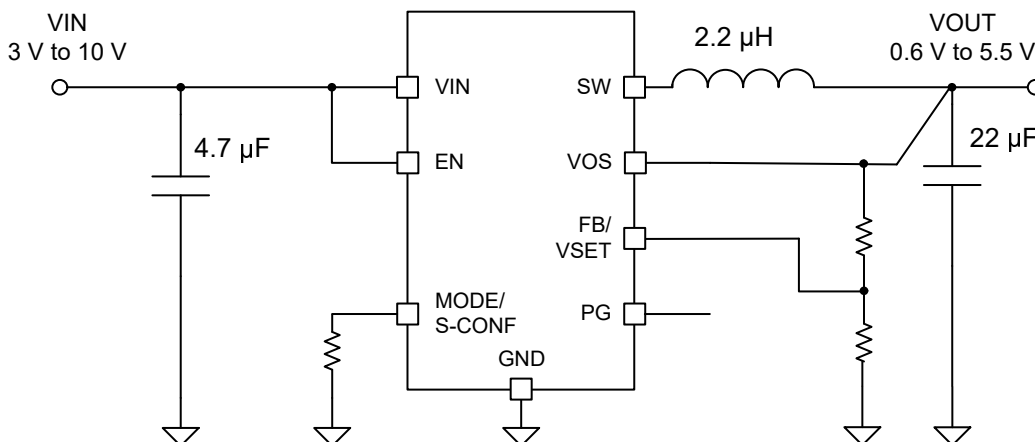 VIN
3 V to 10 V
VOUT
0.6 V to 5.5 V
2.2 µH
VIN
SW
4.7 µF
EN
VOS
22 µF
FB/
VSET
MODE/
S-CONF
PG
GND